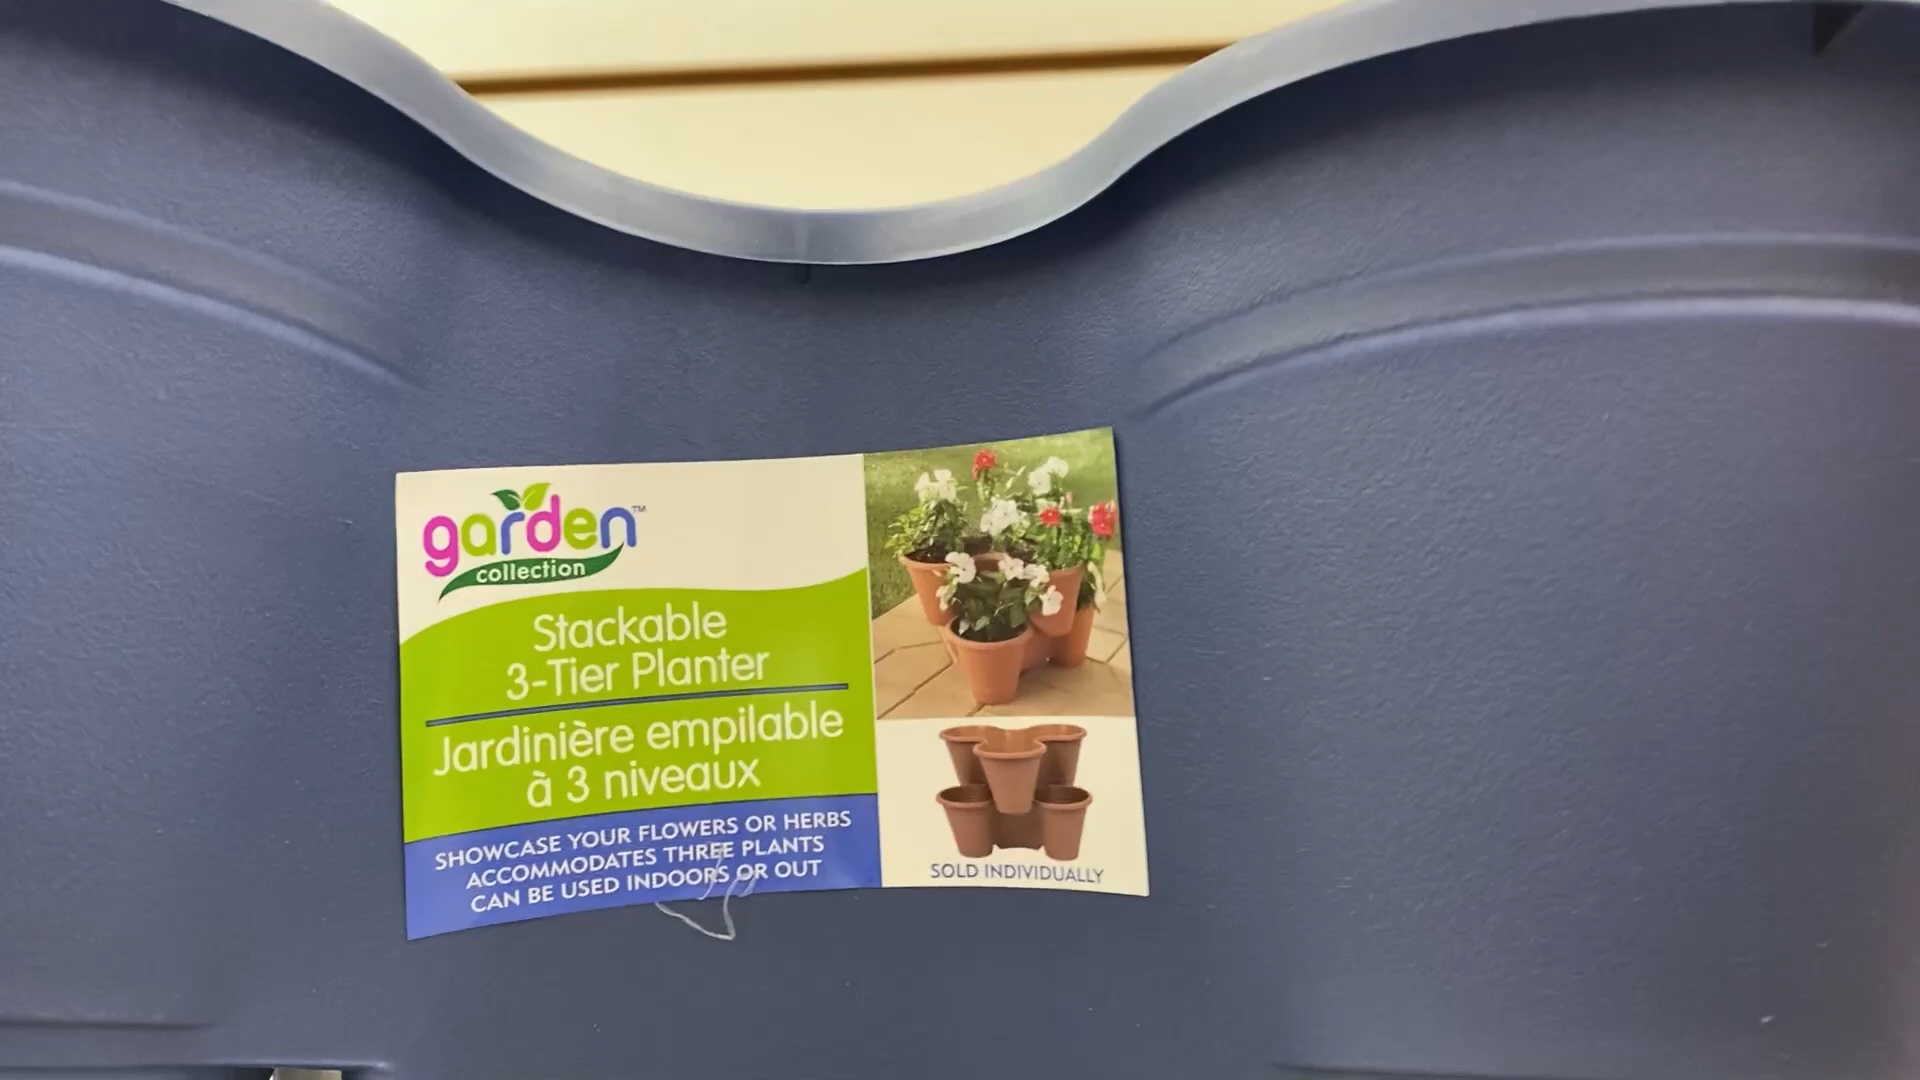 garden™
collection
Stackable
3-Tier Planter
Jardinière empilable
à 3 niveaux
SHOWCASE YOUR FLOWERS OR HERBS
ACCOMMODATES THREE PLANTS
CAN BE USED INDOORS OR OUT
SOLD INDIVIDUALLY